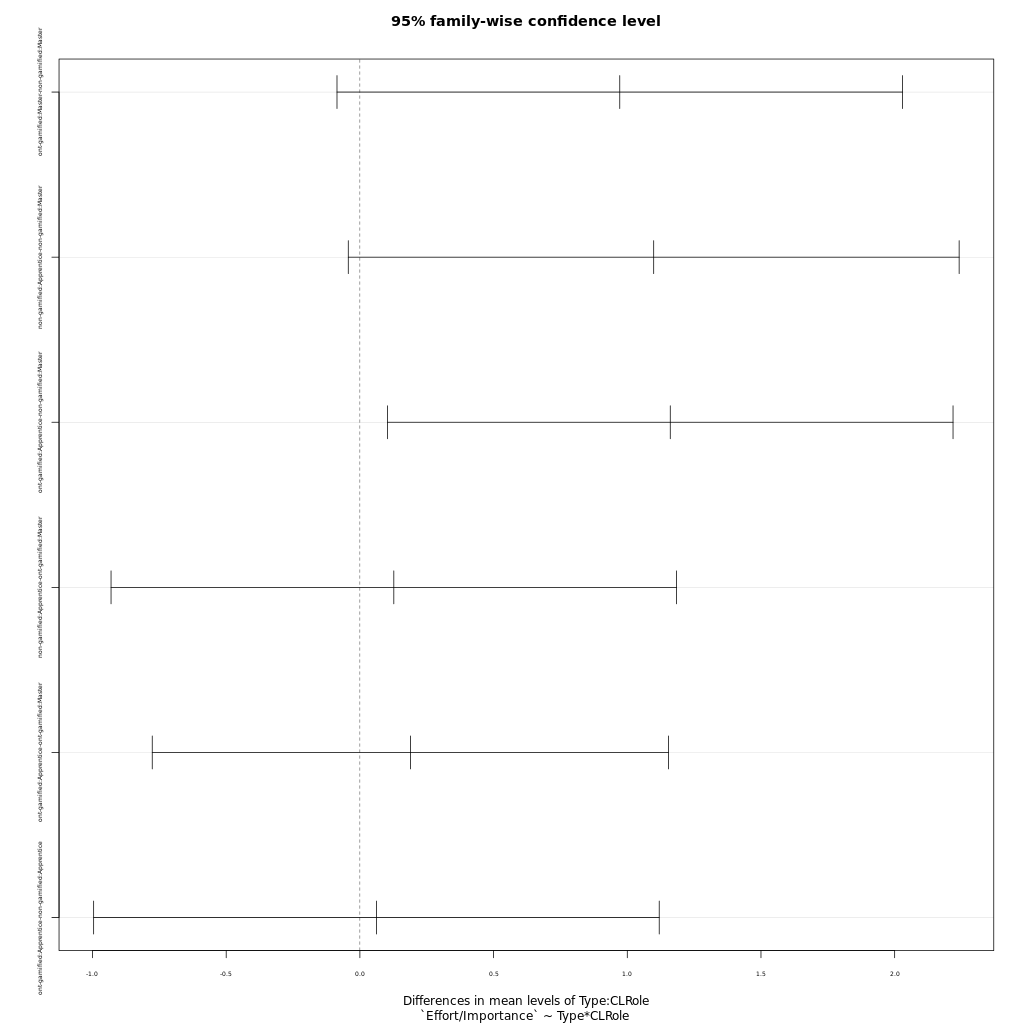 95% family-wise confidence level
ont-gamified:Master-non-gamified:Master
non-gamified:Apprentice-non-gamified:Master
ont-gamified:Apprentice-non-gamified:Master
non-gamified:Apprentice-ont-gamified:Master
ont-gamified:Apprentice-ont-gamified:Master
ont-gamified:Apprentice-non-gamified:Apprentice
-1.0 -0.5 0.0 0.5 1.0 1.5 2.0
Differences in mean levels of Type:CLRole
`Effort/Importance` ~ Type*CLRole